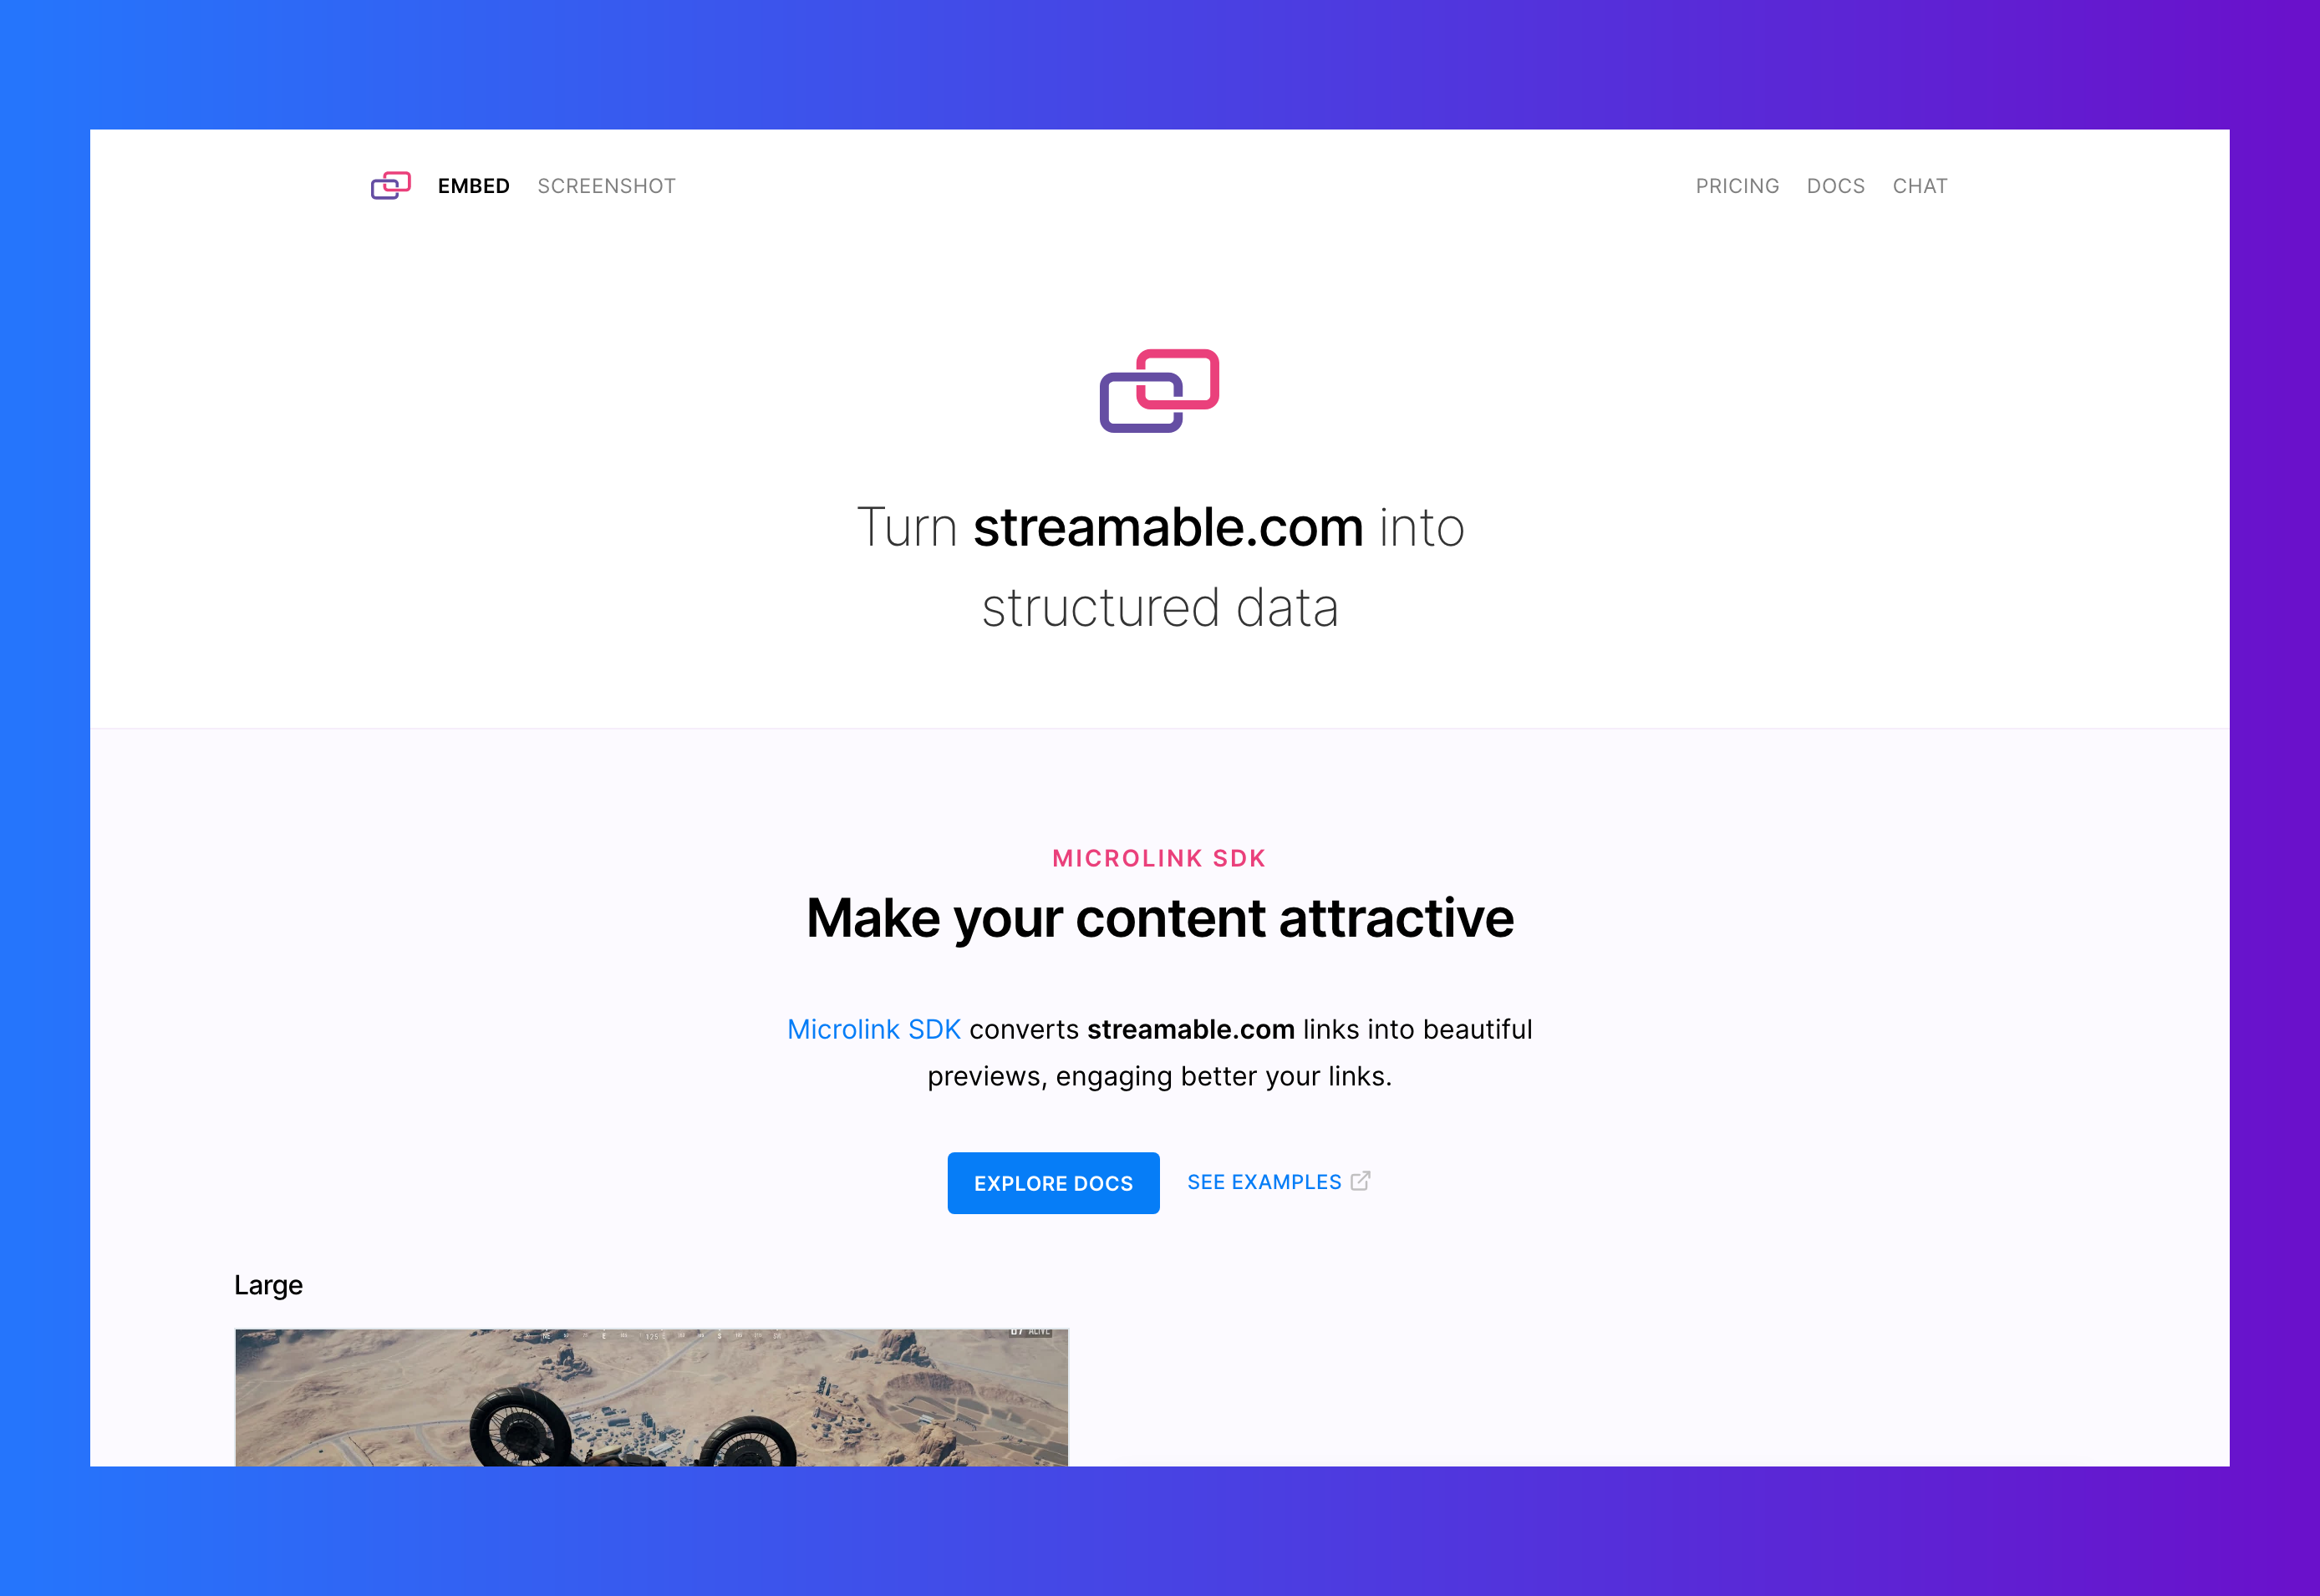 EMBED SCREENSHOT PRICING DOCS CHAT
Turn streamable.com into
structured data
MICROLINK SDK
Make your content attractive
Microlink SDK converts streamable.com links into beautiful
previews, engaging better your links.
EXPLORE DOCS SEE EXAMPLES
Large